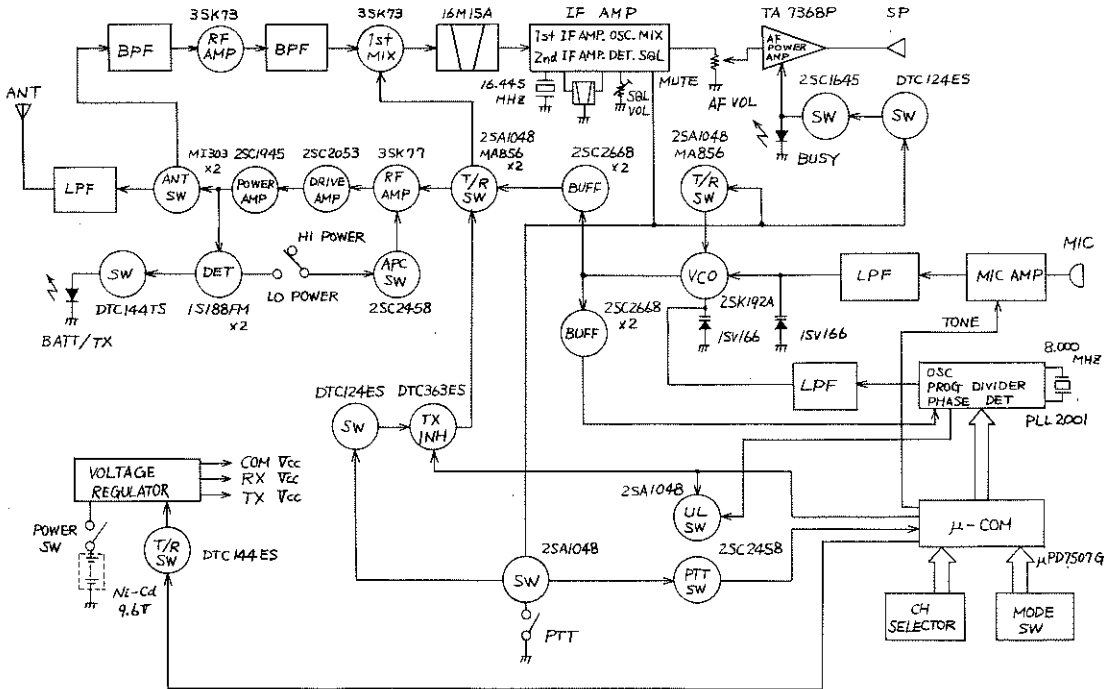 3SK73
3SK73
16M15A
IF AMP
TA 7368P
SP
BPF
RF AMP
BPF
1st MIX
1st IF AMP. OSC. MIX
2nd IF AMP. DET. SQL
AF POWER AMP
16.445 MHZ
SQL VOL
MUTE
AF VOL
2SC1645
DTC124ES
SW
SW
BUSY
ANT
MI303 ×2
2SC1945
2SC2053
3SK77
2SA1048 MA856 ×2
2SC2668 ×2
2SA1048 MA856
LPF
ANT SW
POWER AMP
DRIVE AMP
RF AMP
T/R SW
BUFF
T/R SW
HI POWER
LO POWER
SW
DET
APC SW
VCO
LPF
MIC AMP
MIC
DTC144TS
1S188FM ×2
2SC2458
2SC2668 ×2
2SK192A
BATT/TX
BUFF
1SV166
1SV166
TONE
8.000 MHZ
LPF
OSC
PROG DIVIDER
PHASE DET
PLL2001
DTC124ES
DTC363ES
SW
TX INH
VOLTAGE REGULATOR
COM Vcc
RX Vcc
TX Vcc
2SA1048
UL SW
μ-COM
POWER SW
T/R SW
DTC144ES
2SA1048
2SC2458
μPD7507G
SW
PTT SW
Ni-Cd 9.6V
PTT
CH SELECTOR
MODE SW